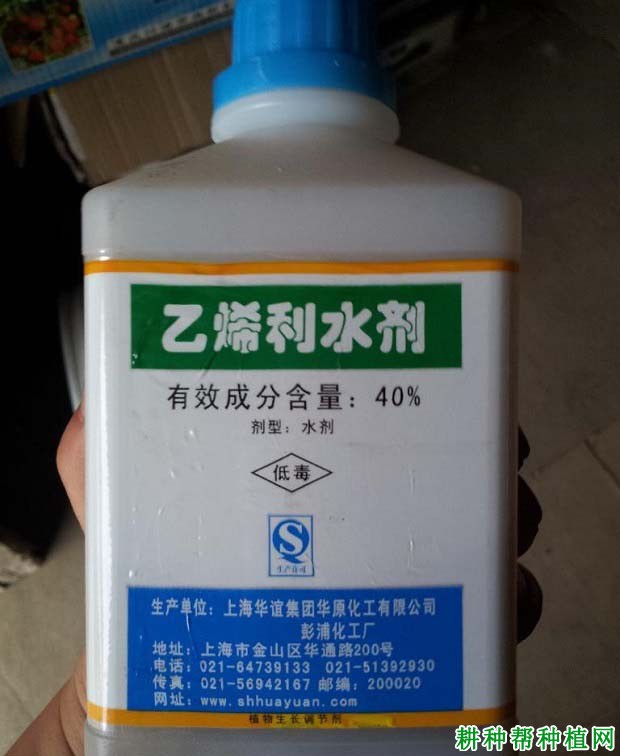 乙烯利水剂
有效成分含量：40%
剂型：水剂
低毒
生产许可
生产单位：上海华谊集团华原化工有限公司
彭浦化工厂
地址：上海市金山区华通路200号
电话：021-64739133 021-51392930
传真：021-56942167 邮编：200020
网址：www.shhuayuan.com
植物生长调节剂
耕种帮种植网